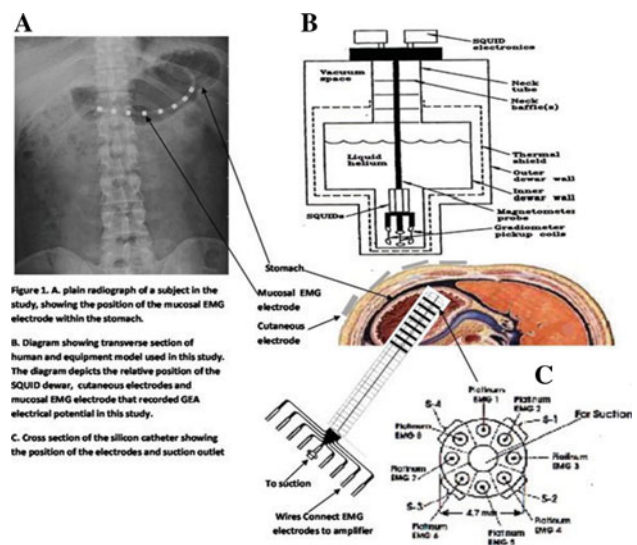 A
B
SQUID
electronics
Vacuum
space
Neck
tube
Neck
baffle(s)
Liquid helium
Thermal
shield
Outer
dewar wall
Inner
dewar wall
SQUIDs
Magnetometer
probe
Gradiometer
pickup coils
Stomach
Mucosal EMG
electrode
Cutaneous
electrode
Figure 1. A. plain radiograph of a subject in the
study, showing the position of the mucosal EMG
electrode within the stomach.
B. Diagram showing transverse section of
human and equipment model used in this study.
The diagram depicts the relative position of the
SQUID dewar, cutaneous electrodes and
mucosal EMG electrode that recorded GEA
electrical potential in this study.
C. Cross section of the silicon catheter showing
the position of the electrodes and suction outlet
To suction
Wires Connect EMG
electrodes to amplifier
C
Platinum
EMG 1
Platinum
EMG 2
S-1
For Suction
Platinum
EMG 3
S-2
Platinum
EMG 4
Platinum
EMG 5
Platinum
EMG 6
S-3
4.7 mm
Platinum
EMG 7
Platinum
EMG 8
S-4